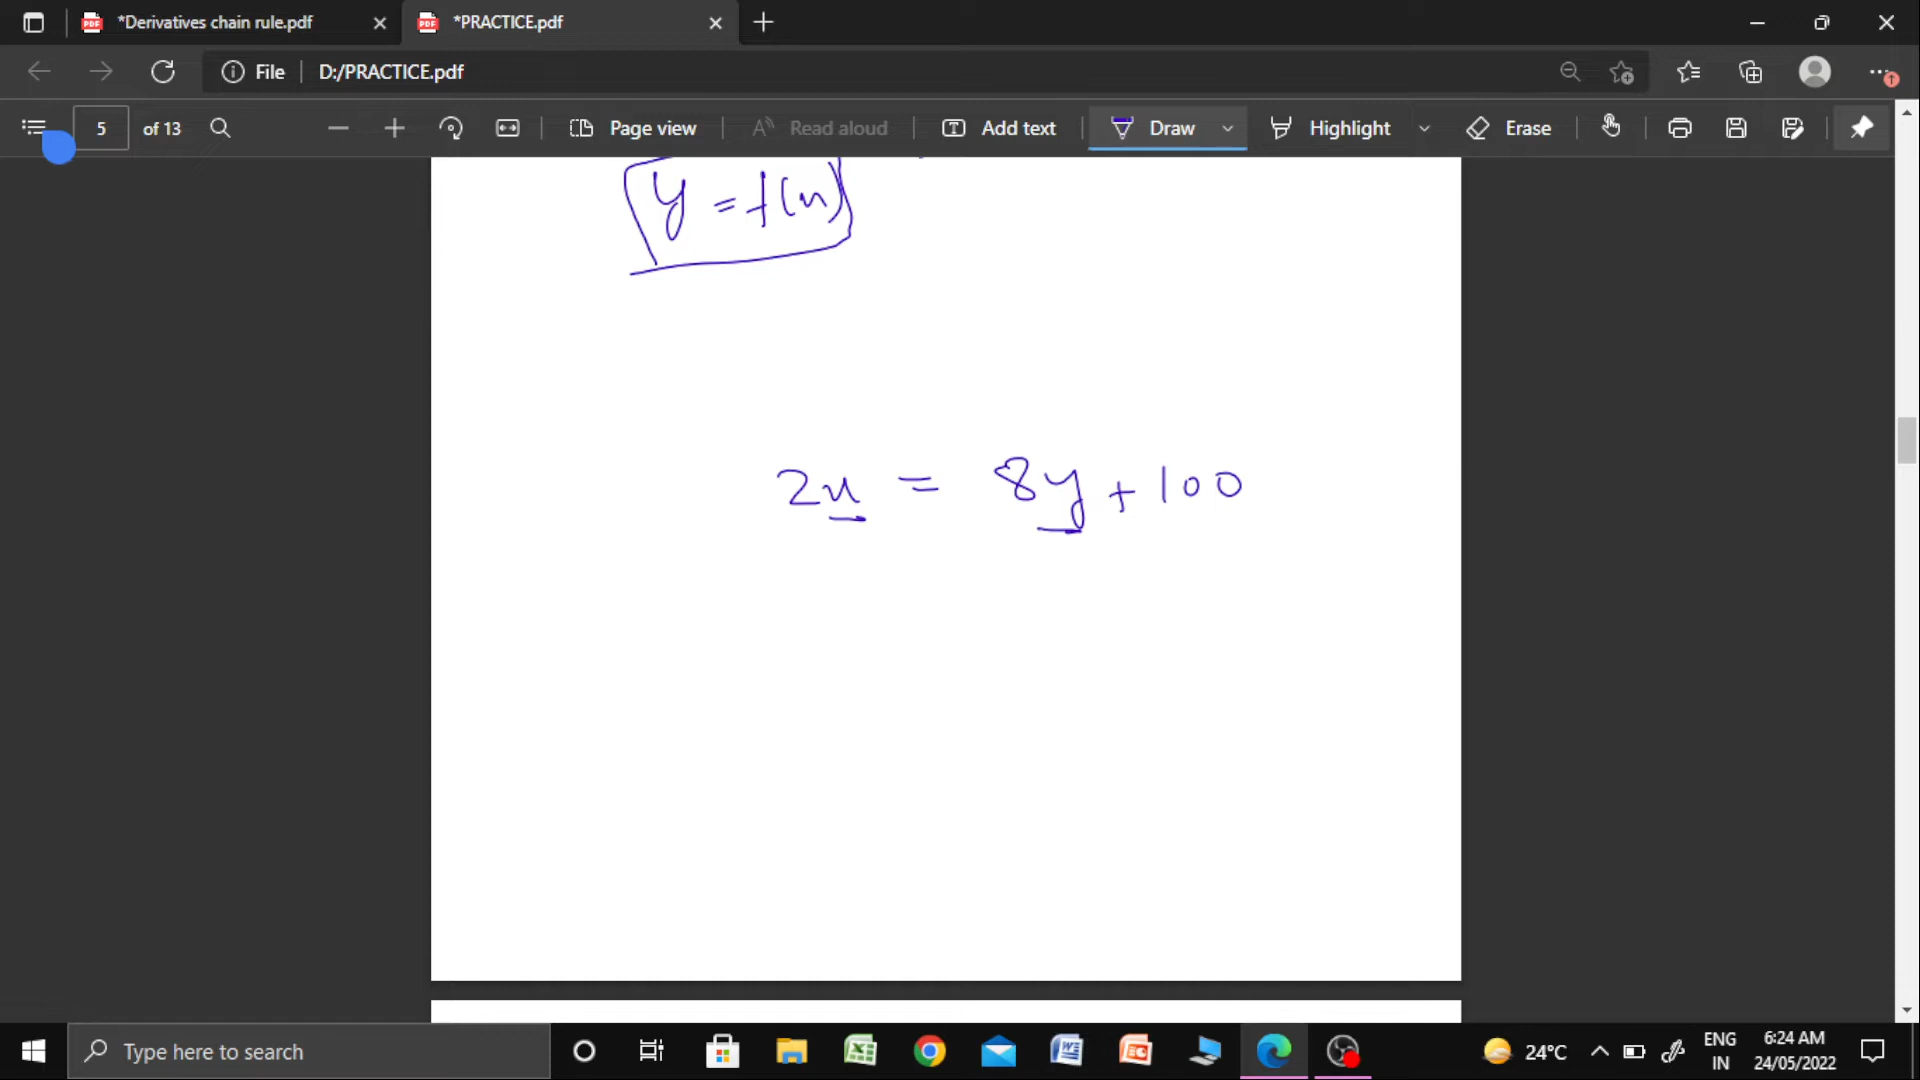 *Derivatives chain rule.pdf
*PRACTICE.pdf
File
D:/PRACTICE.pdf
5 of 13
Page view
Read aloud
Add text
Draw
Highlight
Erase
y = f(x)
2x = 8y + 100
Type here to search
24°C
ENG
IN
6:24 AM
24/05/2022